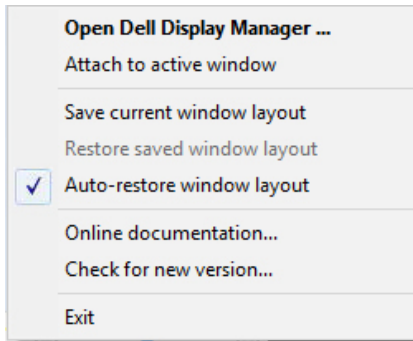 Open Dell Display Manager ...
Attach to active window
Save current window layout
Restore saved window layout
Auto-restore window layout
Online documentation...
Check for new version...
Exit